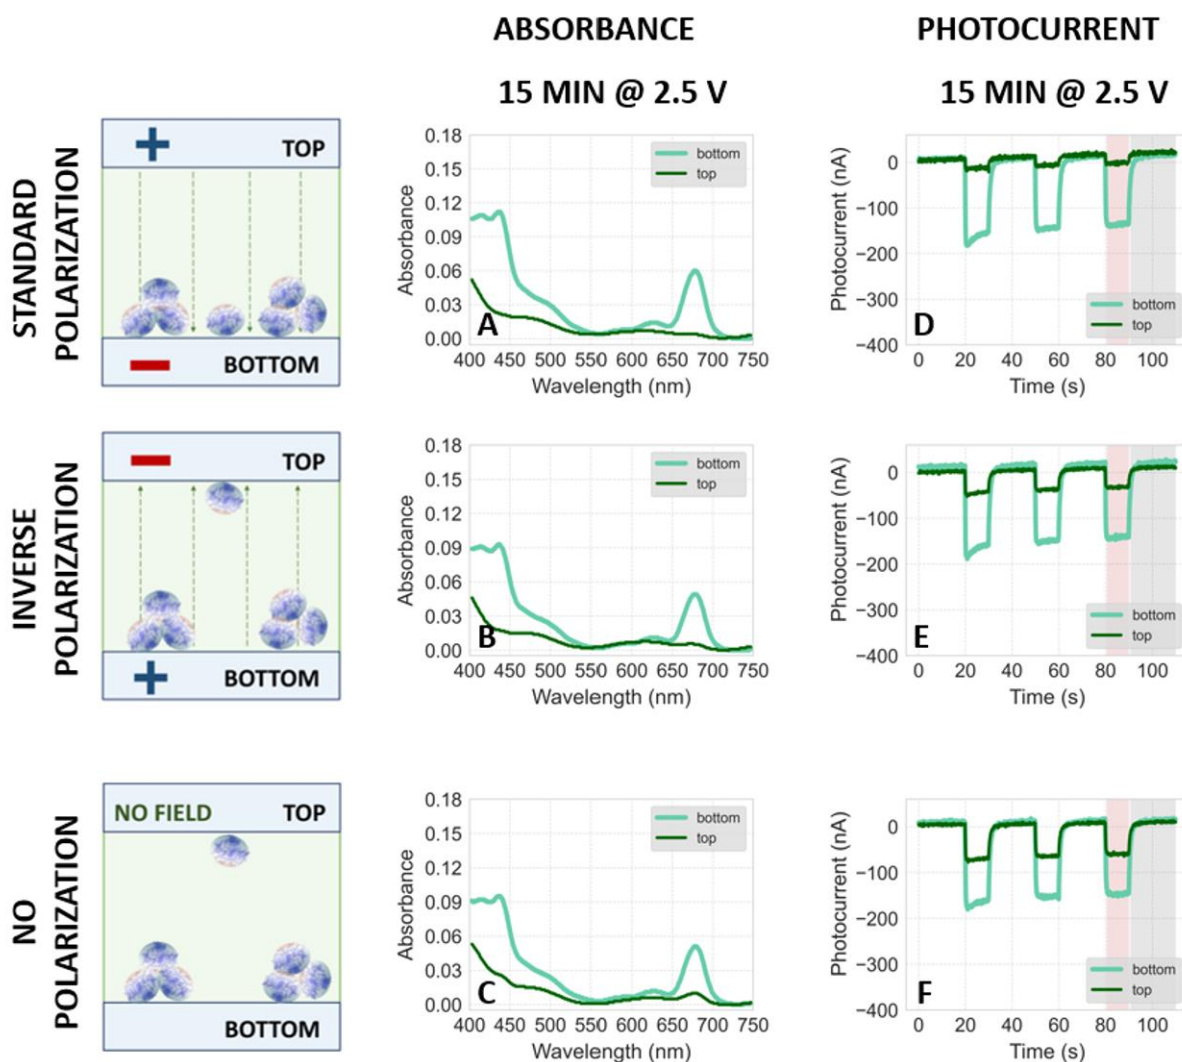 ABSORBANCE
PHOTOCURRENT
15 MIN @ 2.5 V
15 MIN @ 2.5 V
STANDARD
POLARIZATION
+
TOP
−
BOTTOM
0.18
0.15
0.12
0.09
0.06
0.03
0.00
Absorbance
bottom
top
A
400 450 500 550 600 650 700 750
Wavelength (nm)
0
−100
−200
−300
−400
Photocurrent (nA)
bottom
top
D
0 20 40 60 80 100
Time (s)
INVERSE
POLARIZATION
−
TOP
+
BOTTOM
0.18
0.15
0.12
0.09
0.06
0.03
0.00
Absorbance
bottom
top
B
400 450 500 550 600 650 700 750
Wavelength (nm)
0
−100
−200
−300
−400
Photocurrent (nA)
bottom
top
E
0 20 40 60 80 100
Time (s)
NO
POLARIZATION
NO FIELD
TOP
BOTTOM
0.18
0.15
0.12
0.09
0.06
0.03
0.00
Absorbance
bottom
top
C
400 450 500 550 600 650 700 750
Wavelength (nm)
0
−100
−200
−300
−400
Photocurrent (nA)
bottom
top
F
0 20 40 60 80 100
Time (s)